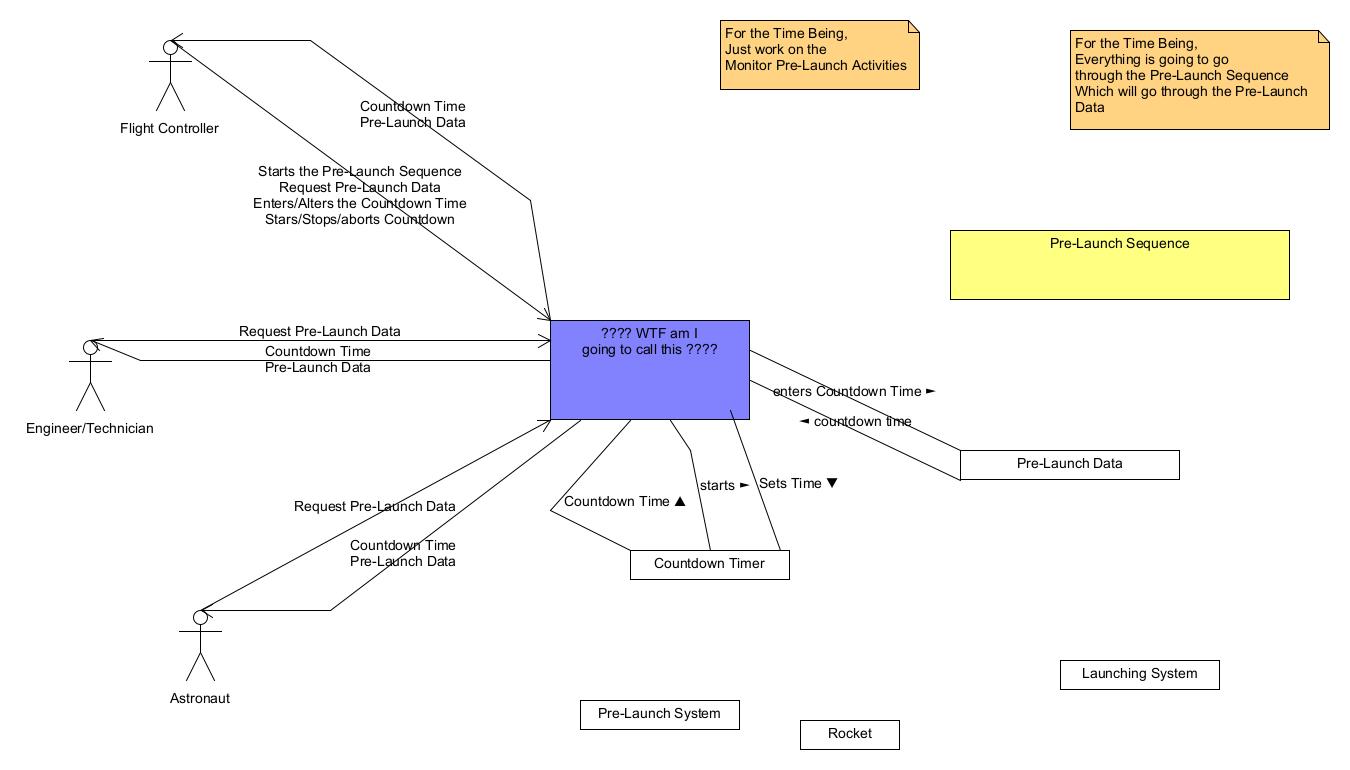 For the Time Being,
Just work on the
Monitor Pre-Launch Activities
For the Time Being,
Everything is going to go
through the Pre-Launch Sequence
Which will go through the Pre-Launch
Data
Flight Controller
Countdown Time
Pre-Launch Data
Starts the Pre-Launch Sequence
Request Pre-Launch Data
Enters/Alters the Countdown Time
Stars/Stops/aborts Countdown
Pre-Launch Sequence
Request Pre-Launch Data
Countdown Time
Pre-Launch Data
Engineer/Technician
???? WTF am I
going to call this ????
enters Countdown Time ►
◄ countdown time
Pre-Launch Data
Countdown Time ▲
starts ►
Sets Time ▼
Countdown Timer
Request Pre-Launch Data
Countdown Time
Pre-Launch Data
Astronaut
Launching System
Pre-Launch System
Rocket